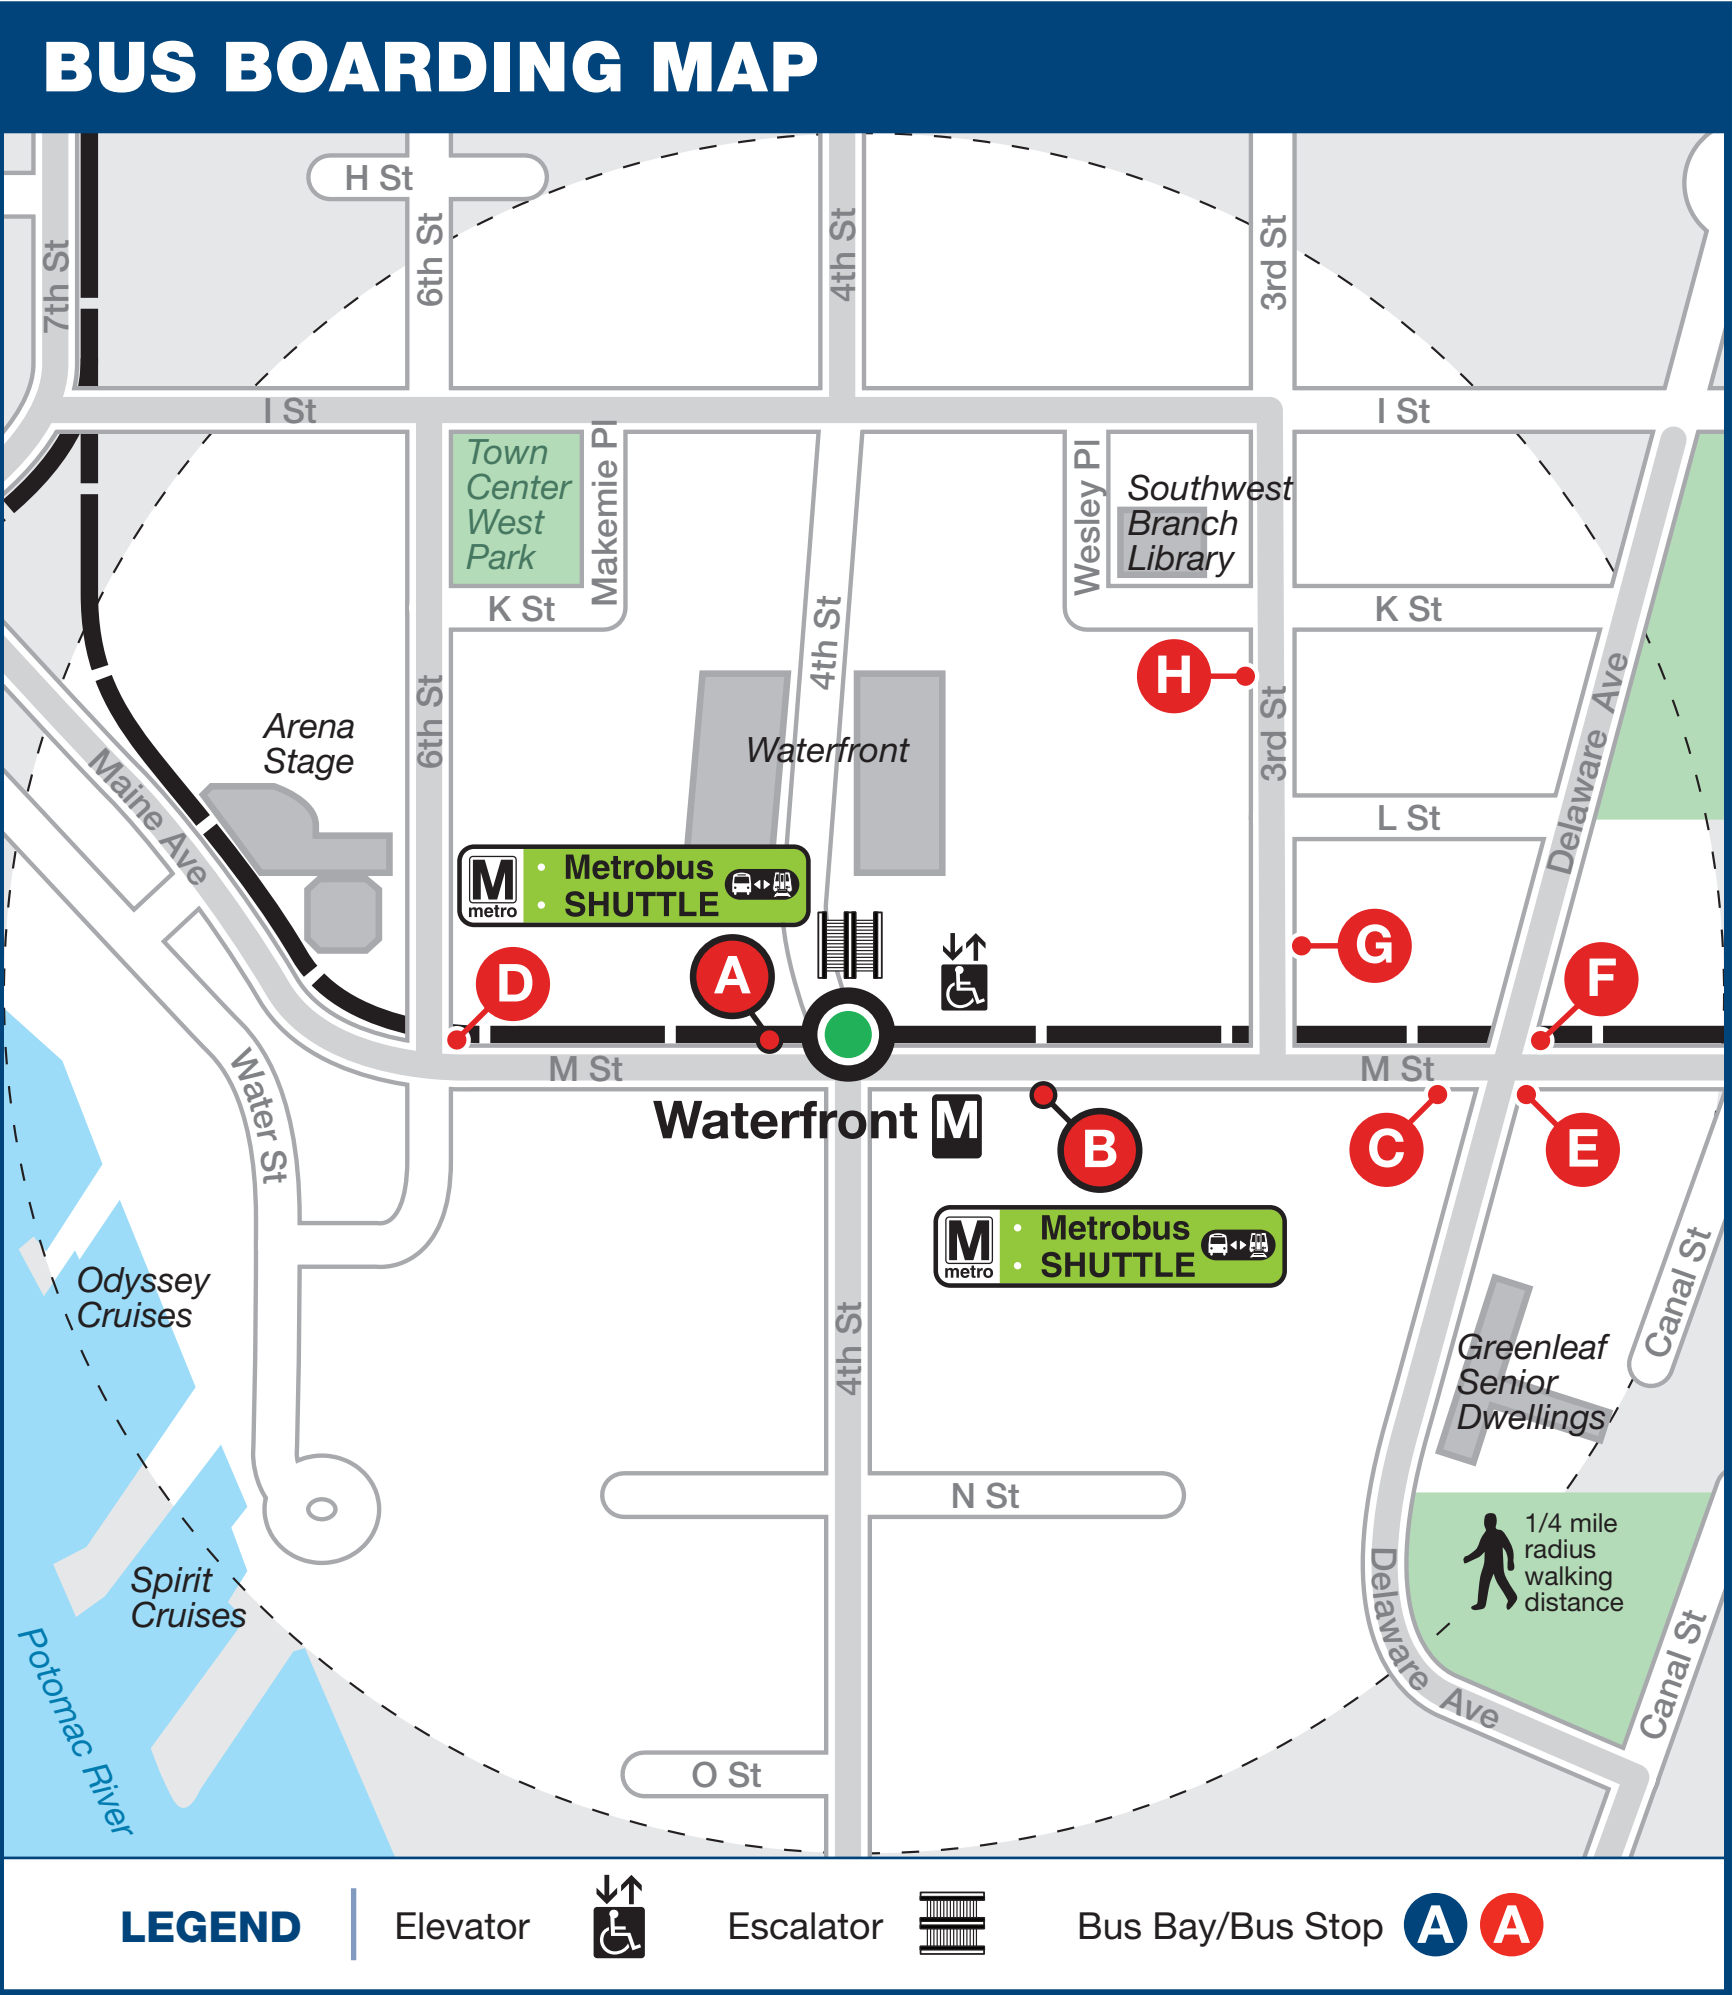 BUS BOARDING MAP
H St
7th St
6th St
4th St
3rd St
I St
I St
Town
Center
West
Park
Makemie Pl
Wesley Pl
Southwest
Branch
Library
K St
K St
4th St
H
6th St
3rd St
Delaware Ave
Arena
Stage
Waterfront
Maine Ave
L St
M
metro
• Metrobus
• SHUTTLE
D
A
G
F
M St
M St
Water St
Waterfront
M
B
C
E
M
metro
• Metrobus
• SHUTTLE
Canal St
Odyssey
Cruises
4th St
Greenleaf
Senior
Dwellings
N St
1/4 mile
radius
walking
distance
Spirit
Cruises
Delaware Ave
Potomac River
Canal St
O St
LEGEND
Elevator
Escalator
Bus Bay/Bus Stop
A
A